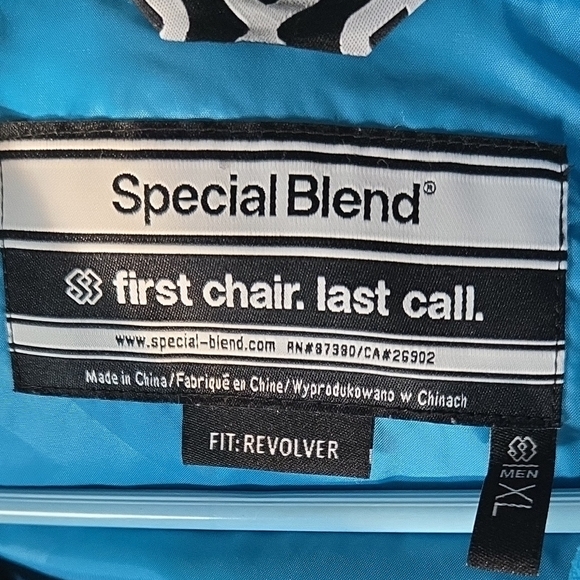 Special Blend®
first chair. last call.
www.special-blend.com RN#87380/CA#26902
Made in China/Fabriqué en Chine/Wyprodukowano w Chinach
FIT: REVOLVER
MEN
XL